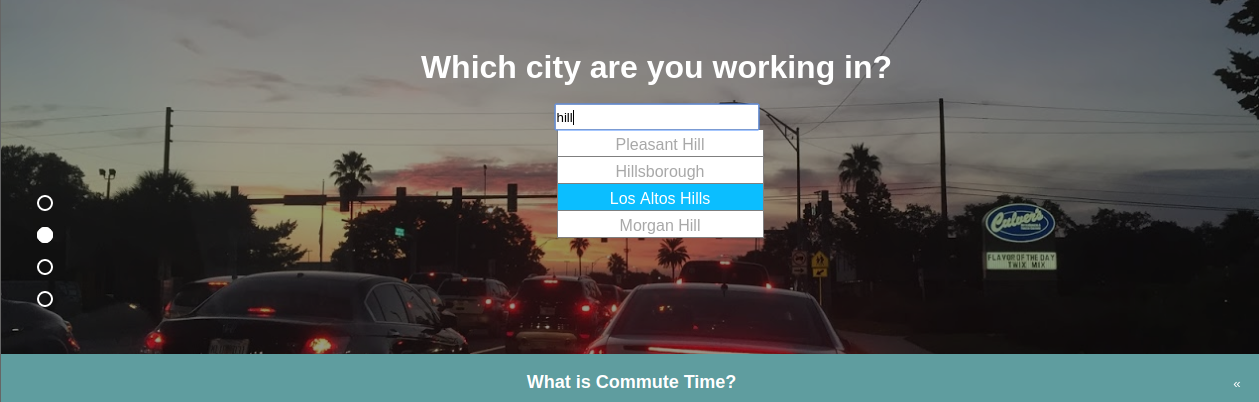 Which city are you working in?
hill
Pleasant Hill
Hillsborough
Los Altos Hills
Morgan Hill
Culver's
FLAVOR OF THE DAY
TWIX MIX
What is Commute Time?
«